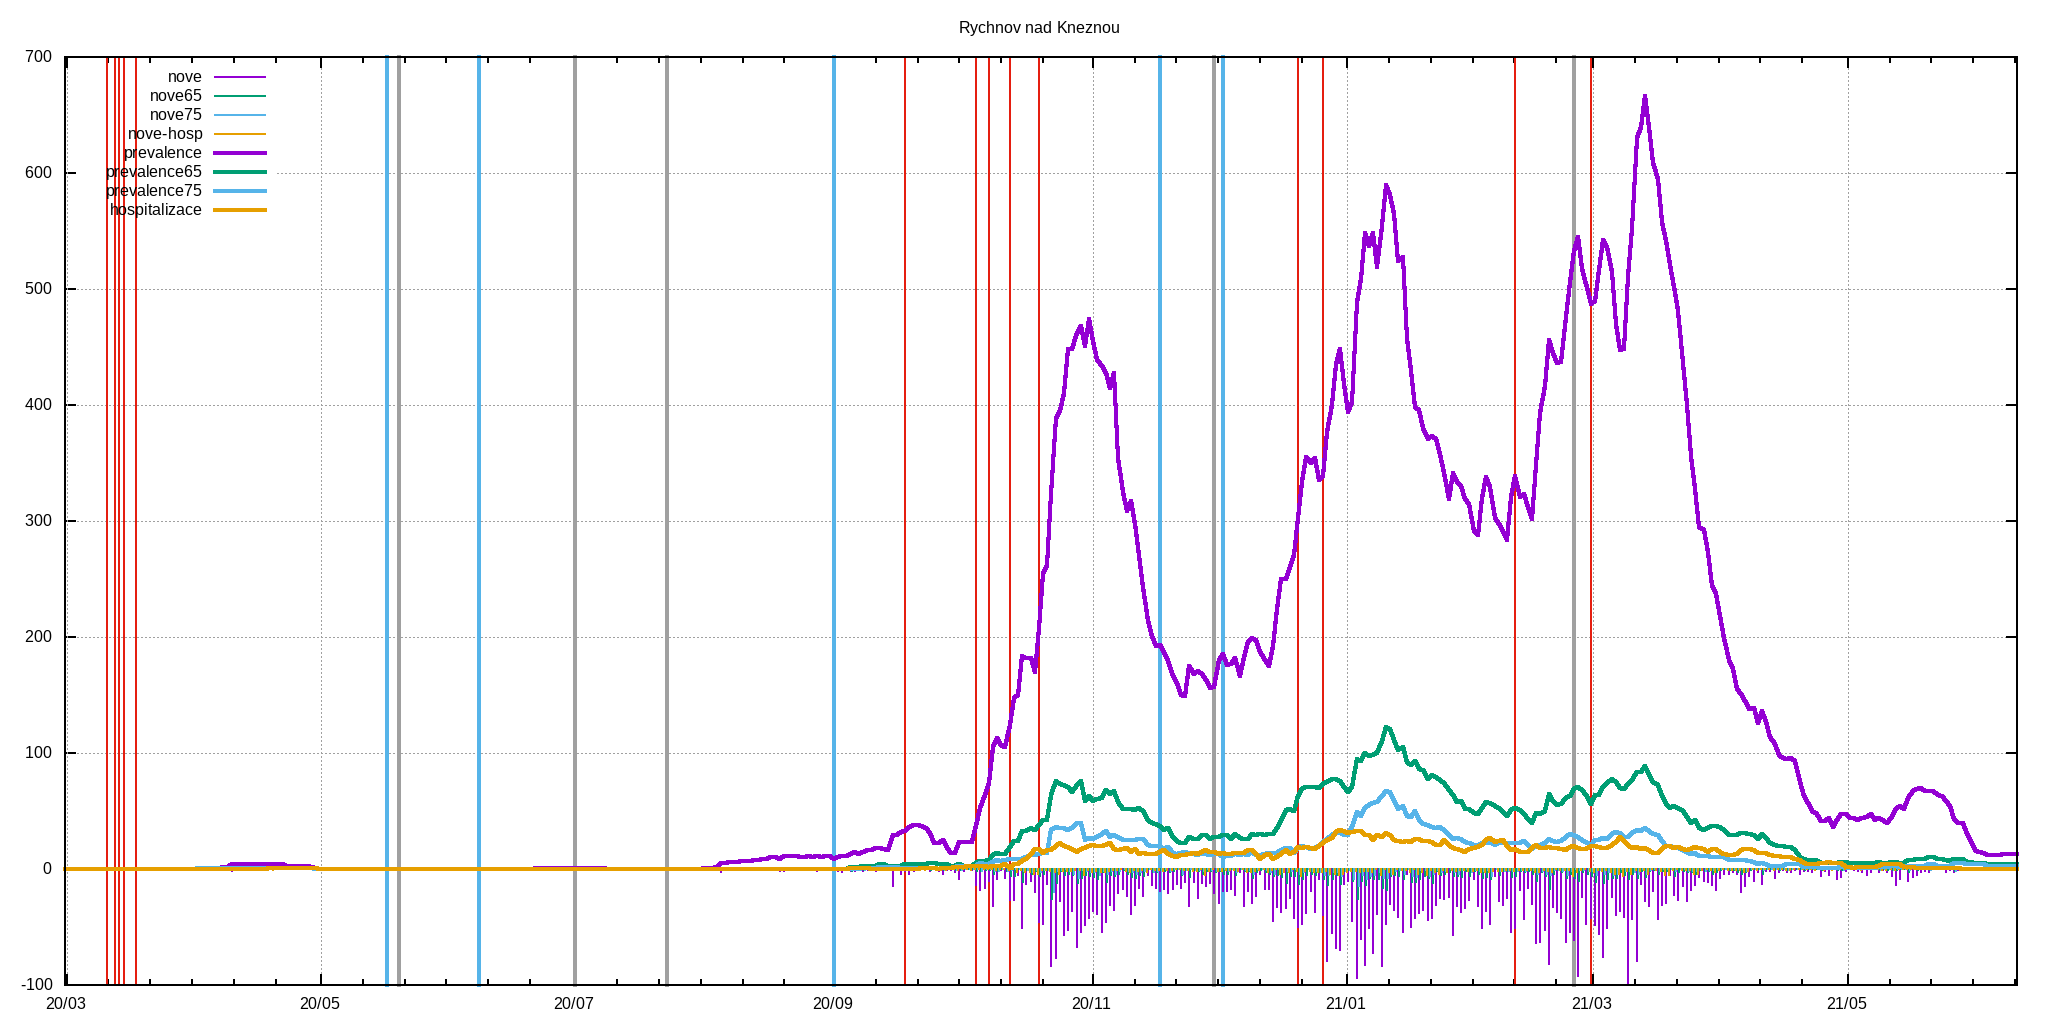 Rychnov nad Kneznou
700
600
500
400
300
200
100
0
-100
nove
nove65
nove75
nove-hosp
prevalence
prevalence65
prevalence75
hospitalizace
20/03 20/05 20/07 20/09 20/11 21/01 21/03 21/05